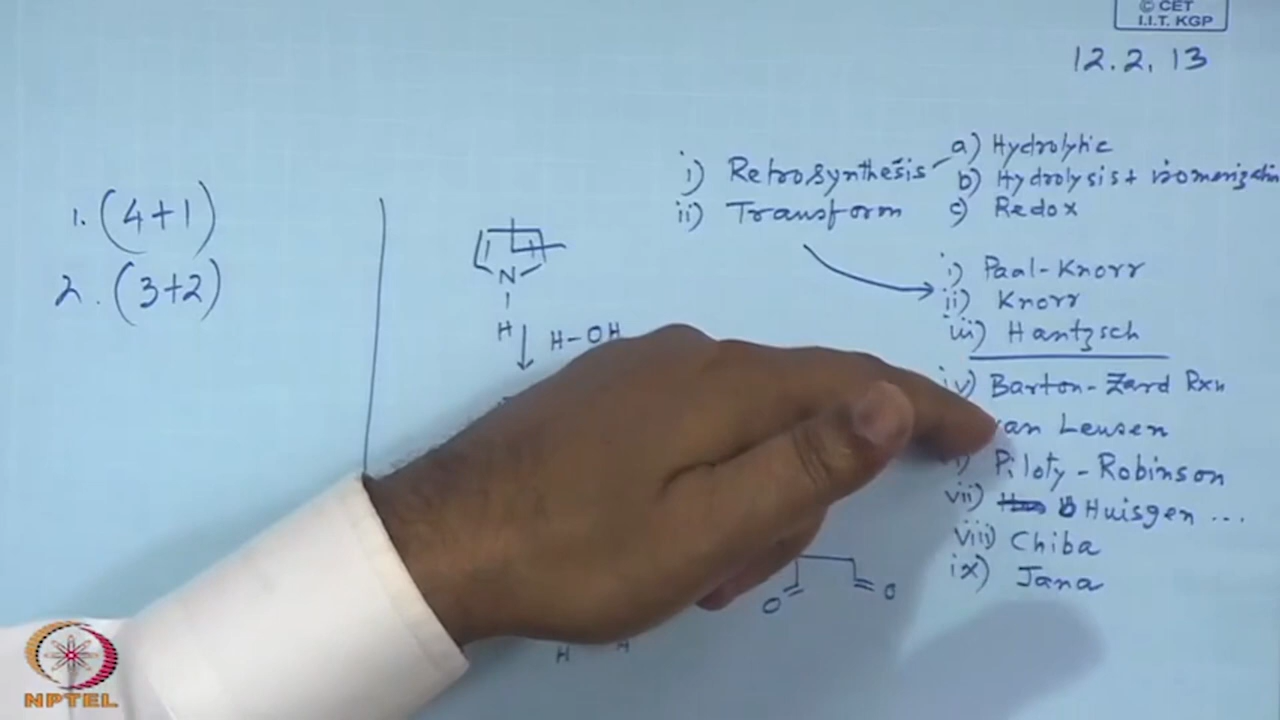 © CET
I.I.T. KGP
12.2.13
1. (4+1)
2. (3+2)
N
H
H-OH
i) Retrosynthesis
ii) Transform
a) Hydrolytic
b) Hydrolysis + isomerizatin
c) Redox
i) Paal-Knorr
ii) Knorr
iii) Hantzsch
iv) Barton-Zard Rxn
van Leusen
Piloty-Robinson
vii) Huisgen ...
viii) Chiba
ix) Jana
O O
H H
NPTEL